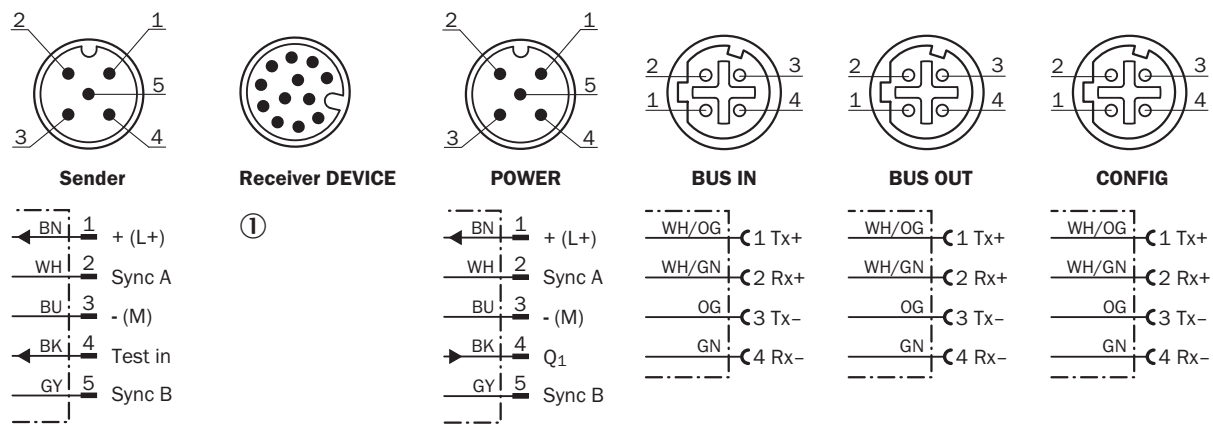 2 1
5
3 4
Sender
BN 1 + (L+)
WH 2 Sync A
BU 3 - (M)
BK 4 Test in
GY 5 Sync B
Receiver DEVICE
①
2 1
5
3 4
POWER
BN 1 + (L+)
WH 2 Sync A
BU 3 - (M)
BK 4 Q1
GY 5 Sync B
2 3
1 4
BUS IN
WH/OG 1 Tx+
WH/GN 2 Rx+
OG 3 Tx–
GN 4 Rx–
2 3
1 4
BUS OUT
WH/OG 1 Tx+
WH/GN 2 Rx+
OG 3 Tx–
GN 4 Rx–
2 3
1 4
CONFIG
WH/OG 1 Tx+
WH/GN 2 Rx+
OG 3 Tx–
GN 4 Rx–